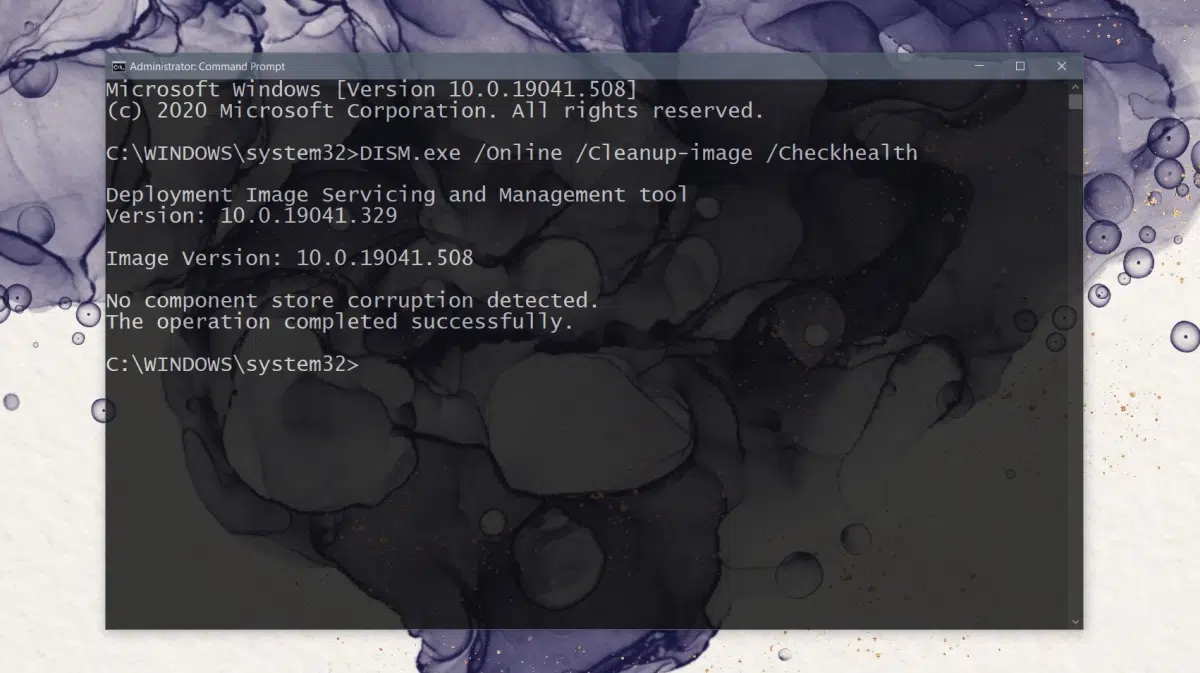 Administrator: Command Prompt
Microsoft Windows [Version 10.0.19041.508]
(c) 2020 Microsoft Corporation. All rights reserved.
C:\WINDOWS\system32>DISM.exe /Online /Cleanup-image /Checkhealth
Deployment Image Servicing and Management tool
Version: 10.0.19041.329
Image Version: 10.0.19041.508
No component store corruption detected.
The operation completed successfully.
C:\WINDOWS\system32>